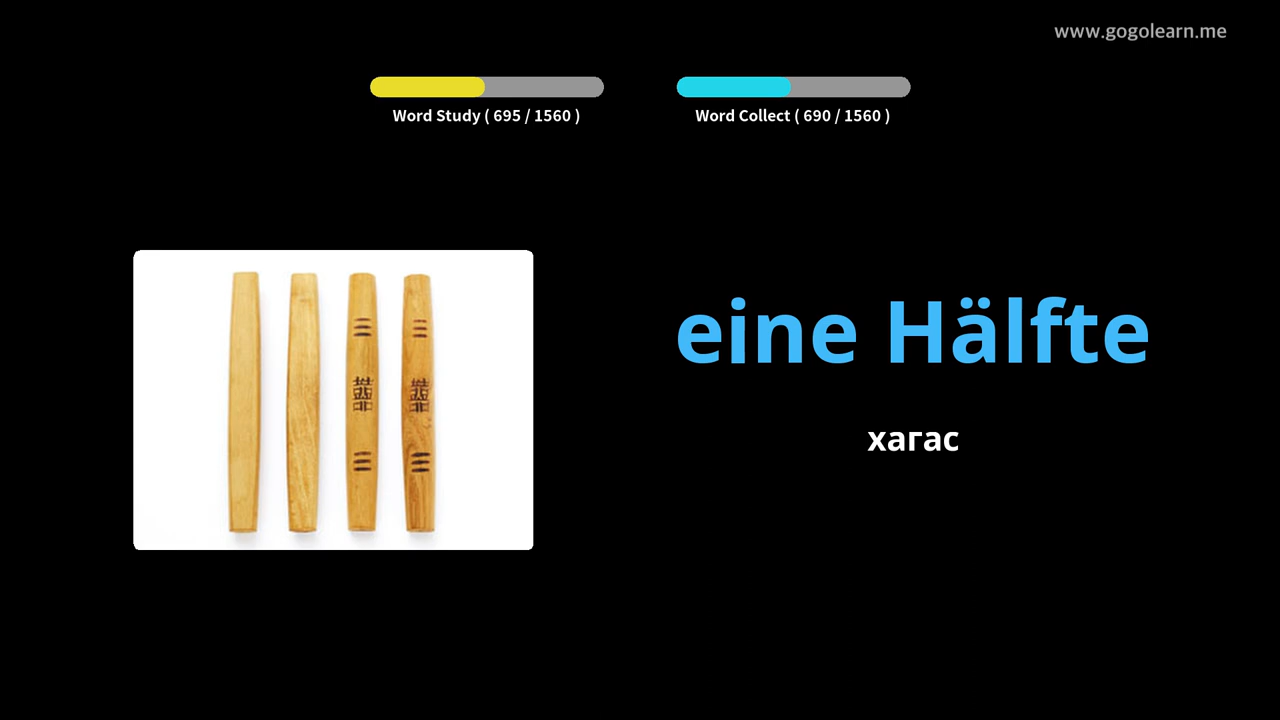 www.gogolearn.me
Word Study ( 695 / 1560 )
Word Collect ( 690 / 1560 )
eine Hälfte
хагас